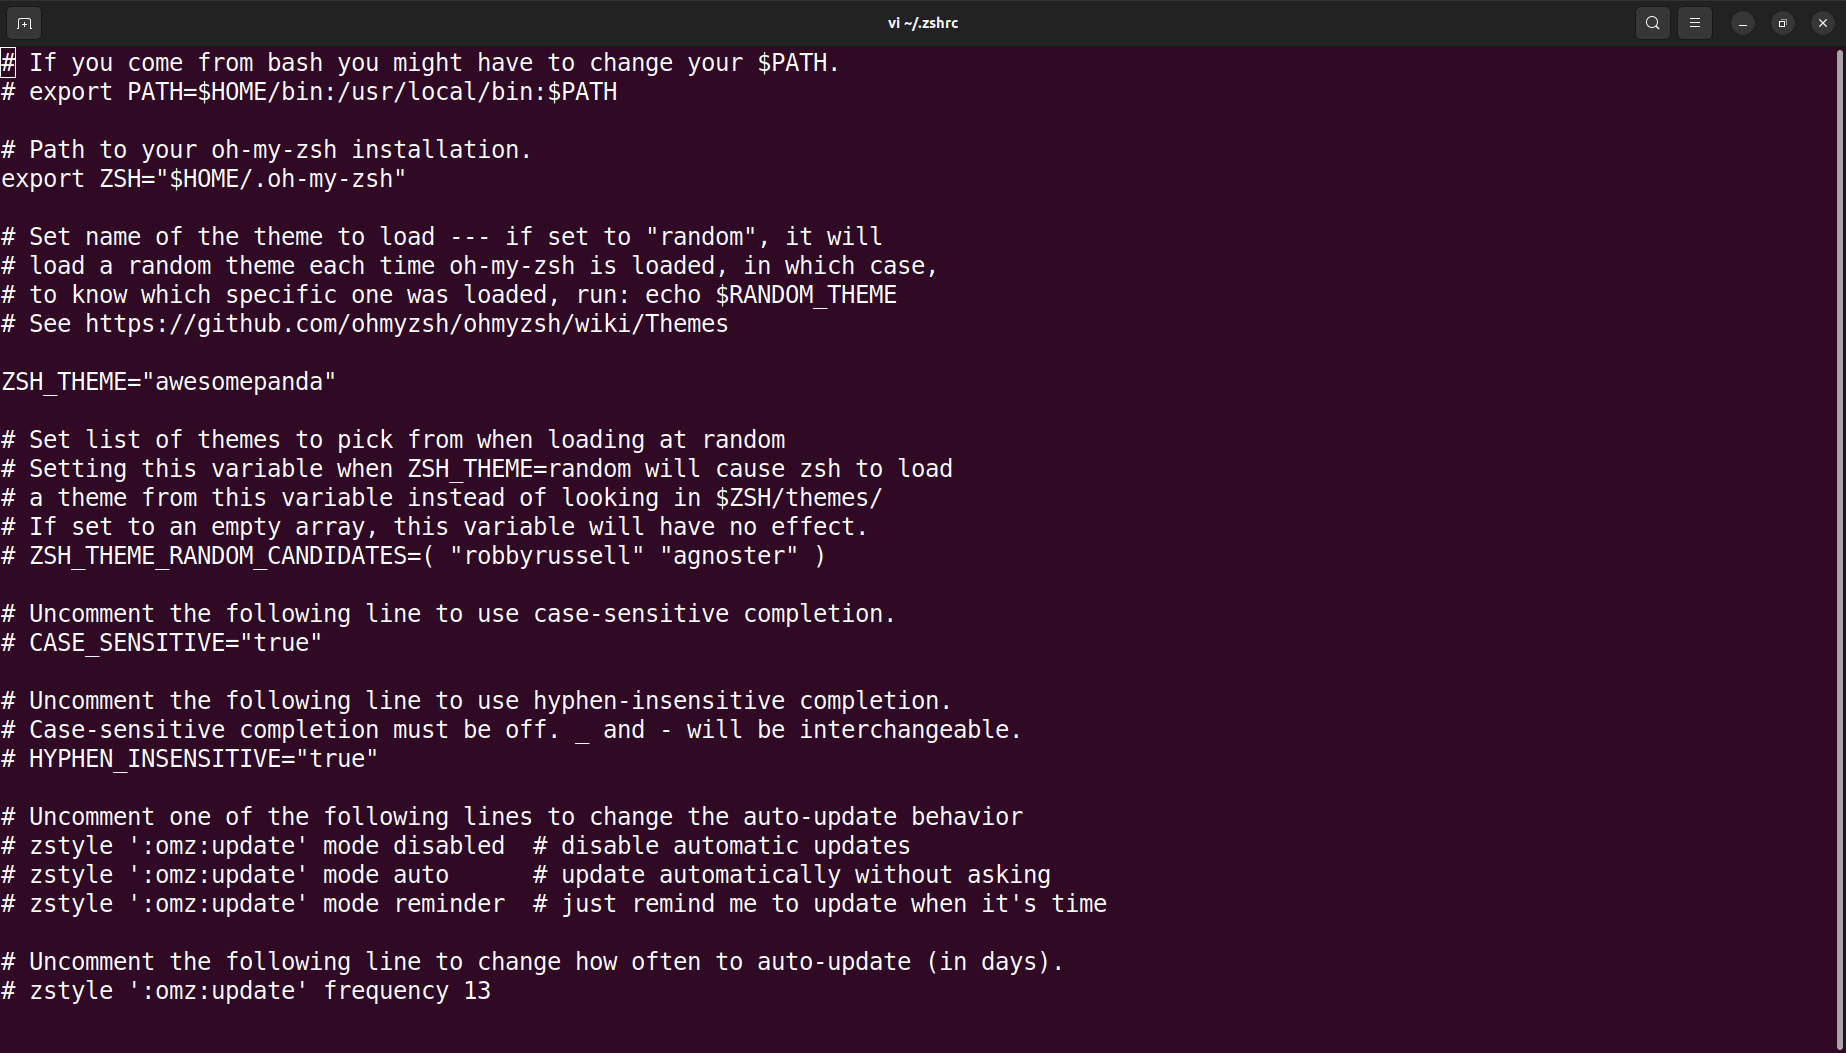 vi ~/.zshrc
# If you come from bash you might have to change your $PATH.
# export PATH=$HOME/bin:/usr/local/bin:$PATH

# Path to your oh-my-zsh installation.
export ZSH="$HOME/.oh-my-zsh"

# Set name of the theme to load --- if set to "random", it will
# load a random theme each time oh-my-zsh is loaded, in which case,
# to know which specific one was loaded, run: echo $RANDOM_THEME
# See https://github.com/ohmyzsh/ohmyzsh/wiki/Themes

ZSH_THEME="awesomepanda"

# Set list of themes to pick from when loading at random
# Setting this variable when ZSH_THEME=random will cause zsh to load
# a theme from this variable instead of looking in $ZSH/themes/
# If set to an empty array, this variable will have no effect.
# ZSH_THEME_RANDOM_CANDIDATES=( "robbyrussell" "agnoster" )

# Uncomment the following line to use case-sensitive completion.
# CASE_SENSITIVE="true"

# Uncomment the following line to use hyphen-insensitive completion.
# Case-sensitive completion must be off. _ and - will be interchangeable.
# HYPHEN_INSENSITIVE="true"

# Uncomment one of the following lines to change the auto-update behavior
# zstyle ':omz:update' mode disabled  # disable automatic updates
# zstyle ':omz:update' mode auto      # update automatically without asking
# zstyle ':omz:update' mode reminder  # just remind me to update when it's time

# Uncomment the following line to change how often to auto-update (in days).
# zstyle ':omz:update' frequency 13